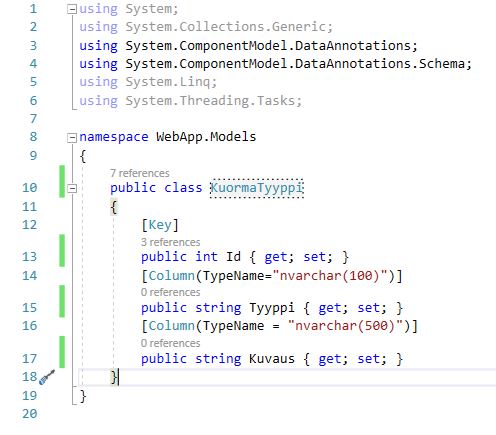 1 using System;
2 using System.Collections.Generic;
3 using System.ComponentModel.DataAnnotations;
4 using System.ComponentModel.DataAnnotations.Schema;
5 using System.Linq;
6 using System.Threading.Tasks;
7
8 namespace WebApp.Models
9 {
7 references
10 public class KuormaTyyppi
11 {
12 [Key]
3 references
13 public int Id { get; set; }
14 [Column(TypeName="nvarchar(100)")]
0 references
15 public string Tyyppi { get; set; }
16 [Column(TypeName = "nvarchar(500)")]
0 references
17 public string Kuvaus { get; set; }
18 }
19 }
20